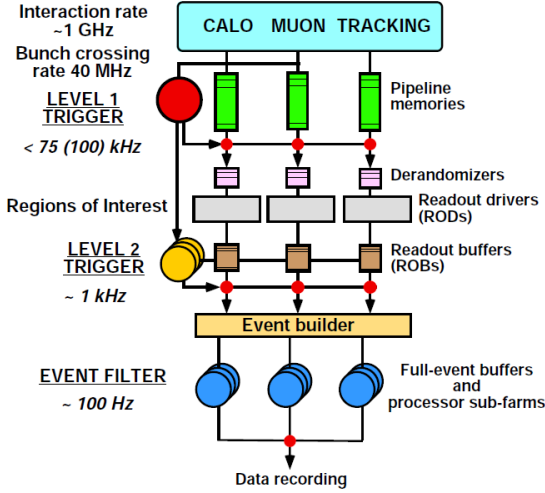 Interaction rate
~1 GHz
CALO MUON TRACKING
Bunch crossing
rate 40 MHz
LEVEL 1
TRIGGER
Pipeline
memories
< 75 (100) kHz
Derandomizers
Regions of Interest
Readout drivers
(RODs)
LEVEL 2
TRIGGER
Readout buffers
(ROBs)
~ 1 kHz
Event builder
EVENT FILTER
~ 100 Hz
Full-event buffers
and
processor sub-farms
Data recording